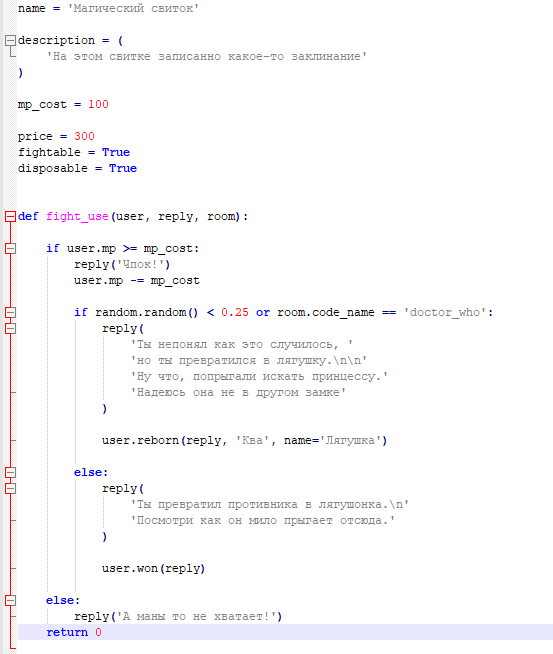 name = 'Магический свиток'
description = (
'На этом свитке записанно какое-то заклинание'
)
mp_cost = 100
price = 300
fightable = True
disposable = True
def fight_use(user, reply, room):
if user.mp >= mp_cost:
reply('Чпок!')
user.mp -= mp_cost
if random.random() < 0.25 or room.code_name == 'doctor_who':
reply(
'Ты непонял как это случилось, '
'но ты превратился в лягушку.\n\n'
'Ну что, попрыгали искать принцессу.'
'Надеюсь она не в другом замке'
)
user.reborn(reply, 'Ква', name='Лягушка')
else:
reply(
'Ты превратил противника в лягушонка.\n'
'Посмотри как он мило прыгает отсюда.'
)
user.won(reply)
else:
reply('А маны то не хватает!')
return 0